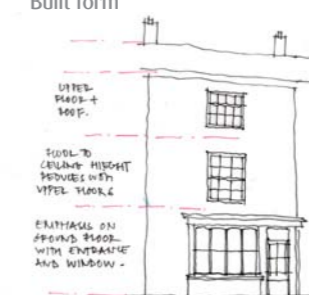 Built form
UPPER
FLOOR +
ROOF.
FLOOR TO
CEILING HEIGHT
REDUCES WITH
UPPER FLOORS
EMPHASIS ON
GROUND FLOOR
WITH ENTRANCE
AND WINDOW -